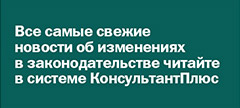 Все самые свежие
новости об изменениях
в законодательстве читайте
в системе КонсультантПлюс